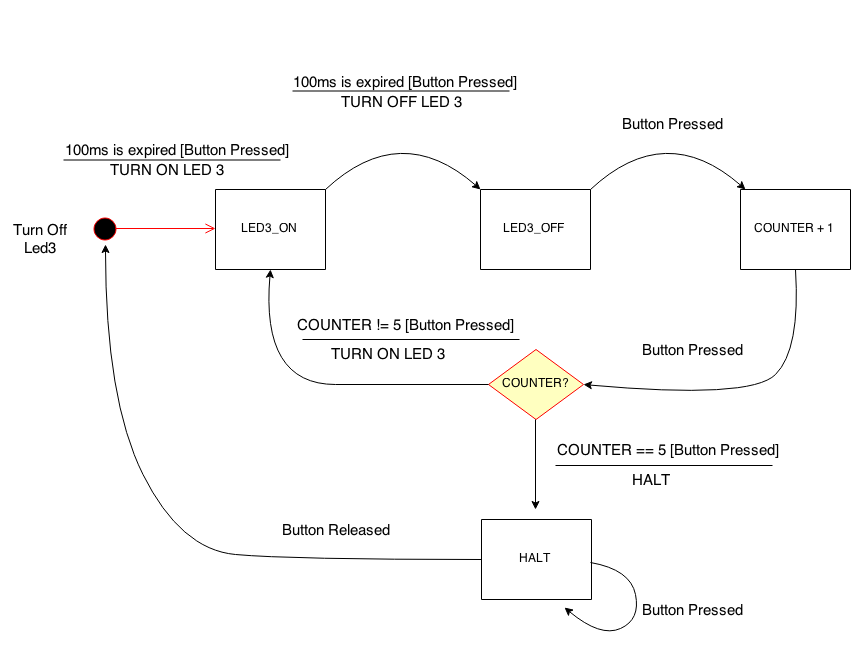 100ms is expired [Button Pressed]
TURN OFF LED 3
Button Pressed
100ms is expired [Button Pressed]
TURN ON LED 3
Turn Off
Led3
LED3_ON
LED3_OFF
COUNTER + 1
COUNTER != 5 [Button Pressed]
TURN ON LED 3
Button Pressed
COUNTER?
COUNTER == 5 [Button Pressed]
HALT
Button Released
HALT
Button Pressed